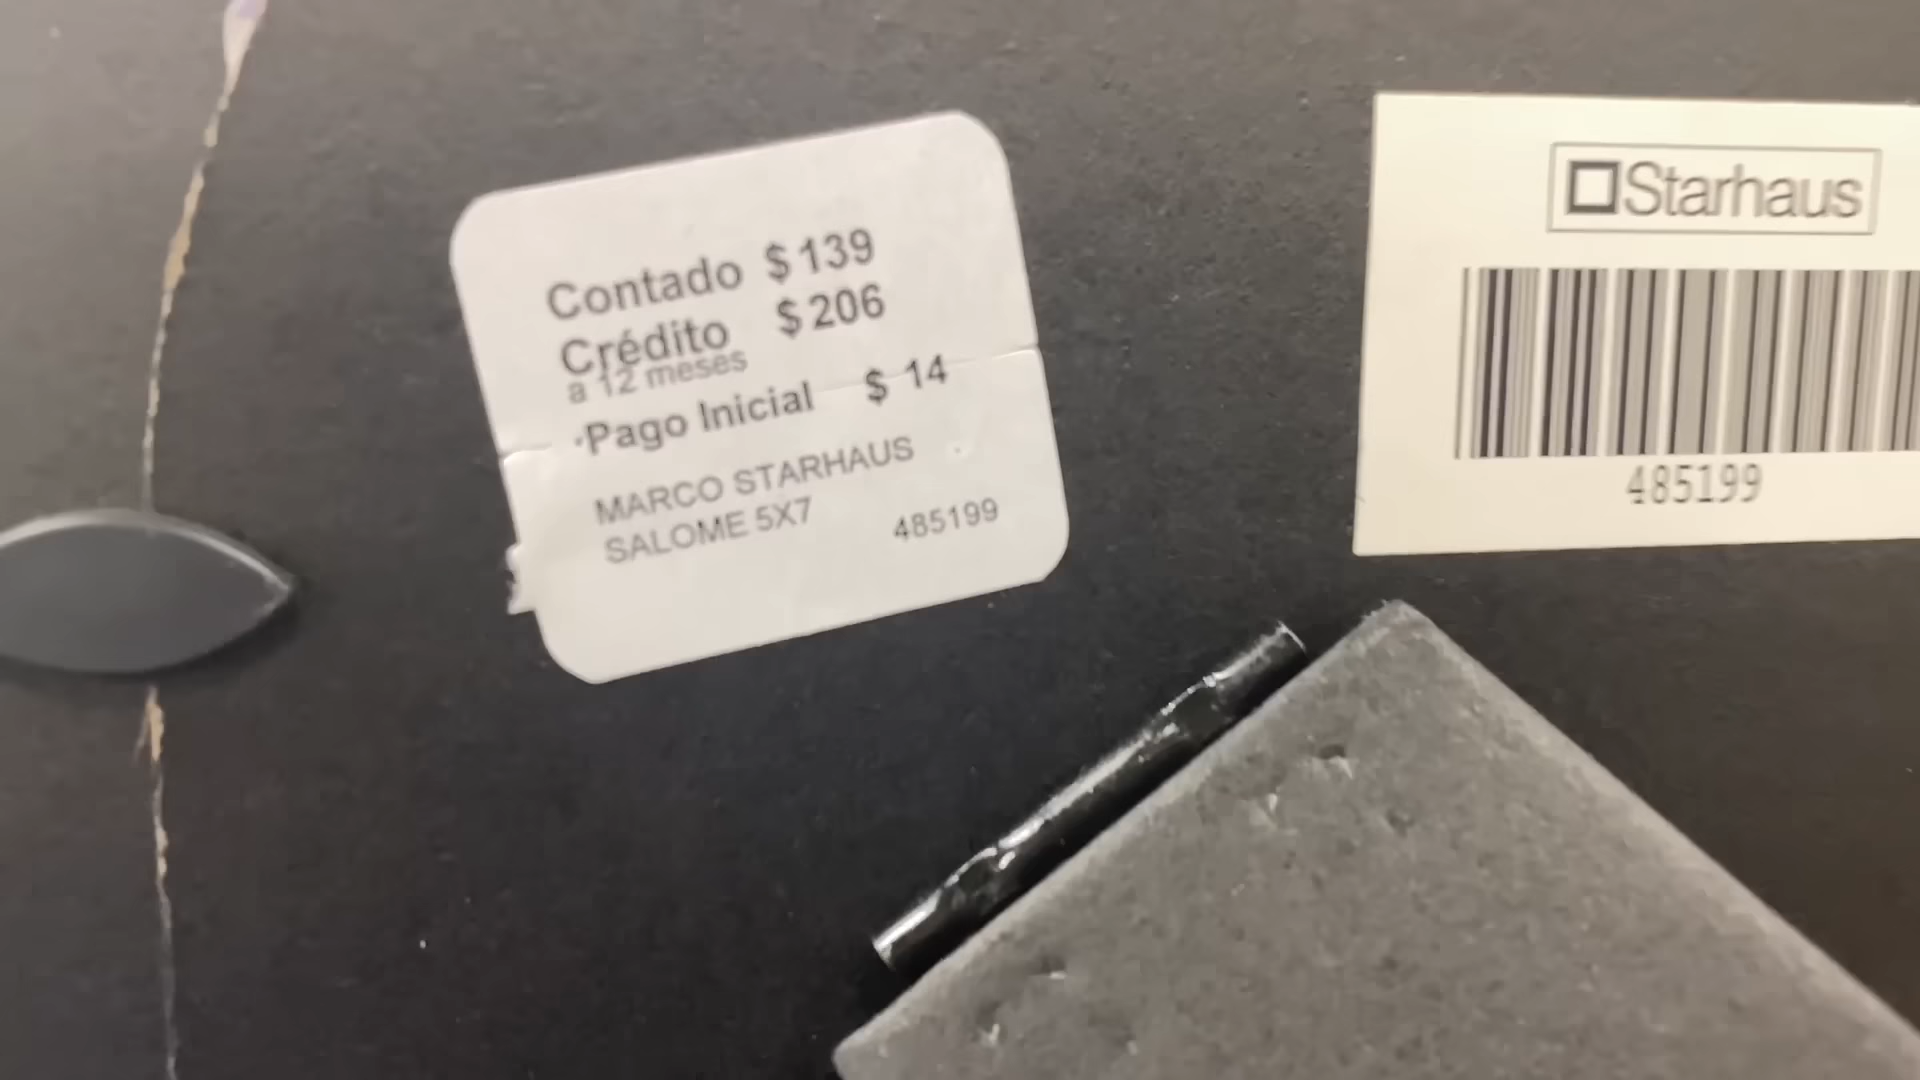 Contado $139
Crédito $206
a 12 meses
·Pago Inicial $ 14
MARCO STARHAUS
SALOME 5X7 485199
Starhaus
485199